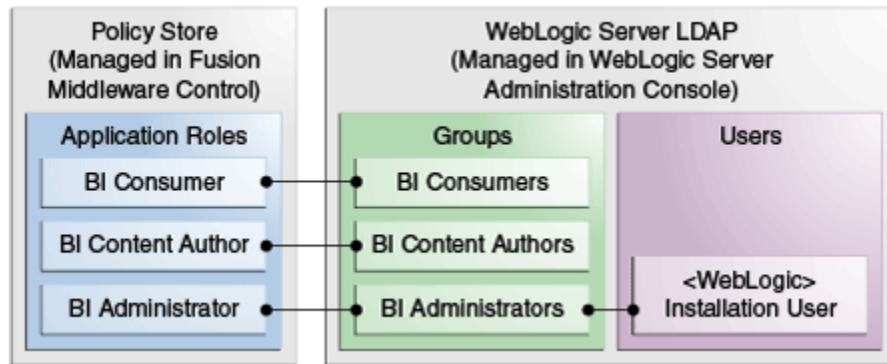 Policy Store
(Managed in Fusion
Middleware Control)
Application Roles
BI Consumer
BI Content Author
BI Administrator
WebLogic Server LDAP
(Managed in WebLogic Server
Administration Console)
Groups
BI Consumers
BI Content Authors
BI Administrators
Users
<WebLogic>
Installation User